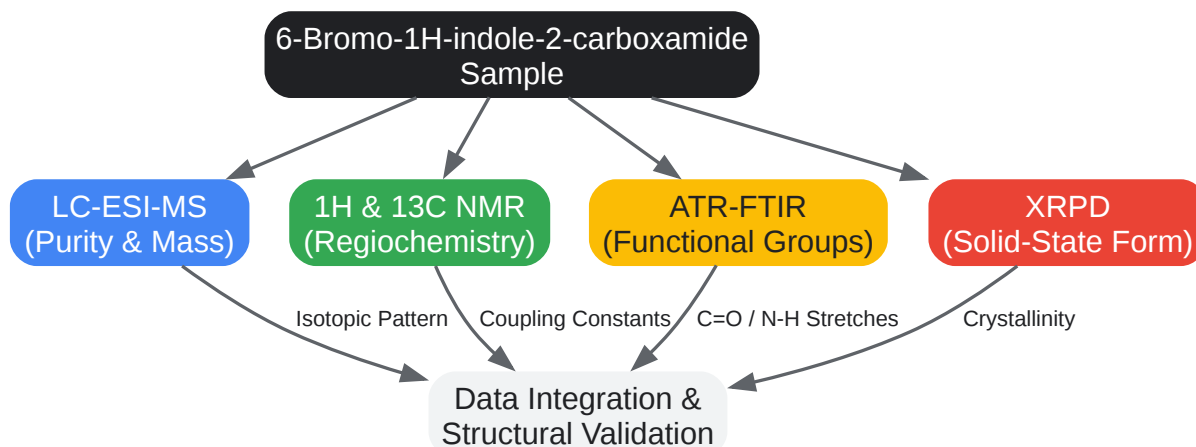 6-Bromo-1H-indole-2-carboxamide
Sample
LC-ESI-MS
(Purity & Mass)
1H & 13C NMR
(Regiochemistry)
ATR-FTIR
(Functional Groups)
XRPD
(Solid-State Form)
Isotopic Pattern
Coupling Constants
C=O / N-H Stretches
Crystallinity
Data Integration &
Structural Validation